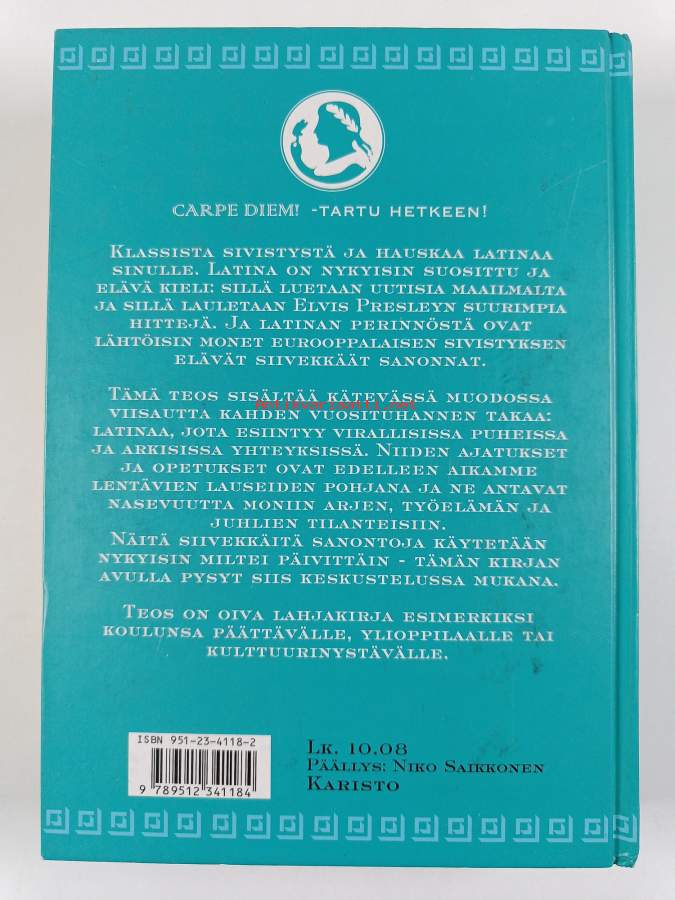 CARPE DIEM! -TARTU HETKEEN!
KLASSISTA SIVISTYSTÄ JA HAUSKAA LATINAA
SINULLE. LATINA ON NYKYISIN SUOSITTU JA
ELÄVÄ KIELI: SILLÄ LUETAAN UUTISIA MAAILMALTA
JA SILLÄ LAULETAAN ELVIS PRESLEYN SUURIMPIA
HITTEJÄ. JA LATINAN PERINNÖSTÄ OVAT
LÄHTÖISIN MONET EUROOPPALAISEN SIVISTYKSEN
ELÄVÄT SIIVEKKÄÄT SANONNAT.
TÄMÄ TEOS SISÄLTÄÄ KÄTEVÄSSÄ MUODOSSA
antikvariaatti.net
VIISAUTTA KAHDEN VUOSITUHANNEN TAKAA:
LATINAA, JOTA ESIINTYY VIRALLISISSA PUHEISSA
JA ARKISISSA YHTEYKSISSÄ. NIIDEN AJATUKSET
JA OPETUKSET OVAT EDELLEEN AIKAMME
LENTÄVIEN LAUSEIDEN POHJANA JA NE ANTAVAT
NASEVUUTTA MONIIN ARJEN, TYÖELÄMÄN JA
JUHLIEN TILANTEISIIN.
NÄITÄ SIIVEKKÄITÄ SANONTOJA KÄYTETÄÄN
NYKYISIN MILTEI PÄIVITTÄIN - TÄMÄN KIRJAN
AVULLA PYSYT SIIS KESKUSTELUSSA MUKANA.
TEOS ON OIVA LAHJAKIRJA ESIMERKIKSI
KOULUNSA PÄÄTTÄVÄLLE, YLIOPPILAALLE TAI
KULTTUURINYSTÄVÄLLE.
ISBN 951-23-4118-2
9 789512 341184
LK. 10.08
PÄÄLLYS: NIKO SAIKKONEN
KARISTO